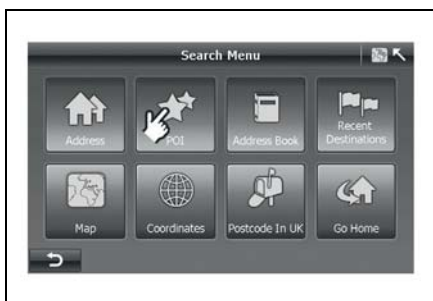 Search Menu
Address
POI
Address Book
Recent
Destinations
Map
Coordinates
Postcode In UK
Go Home